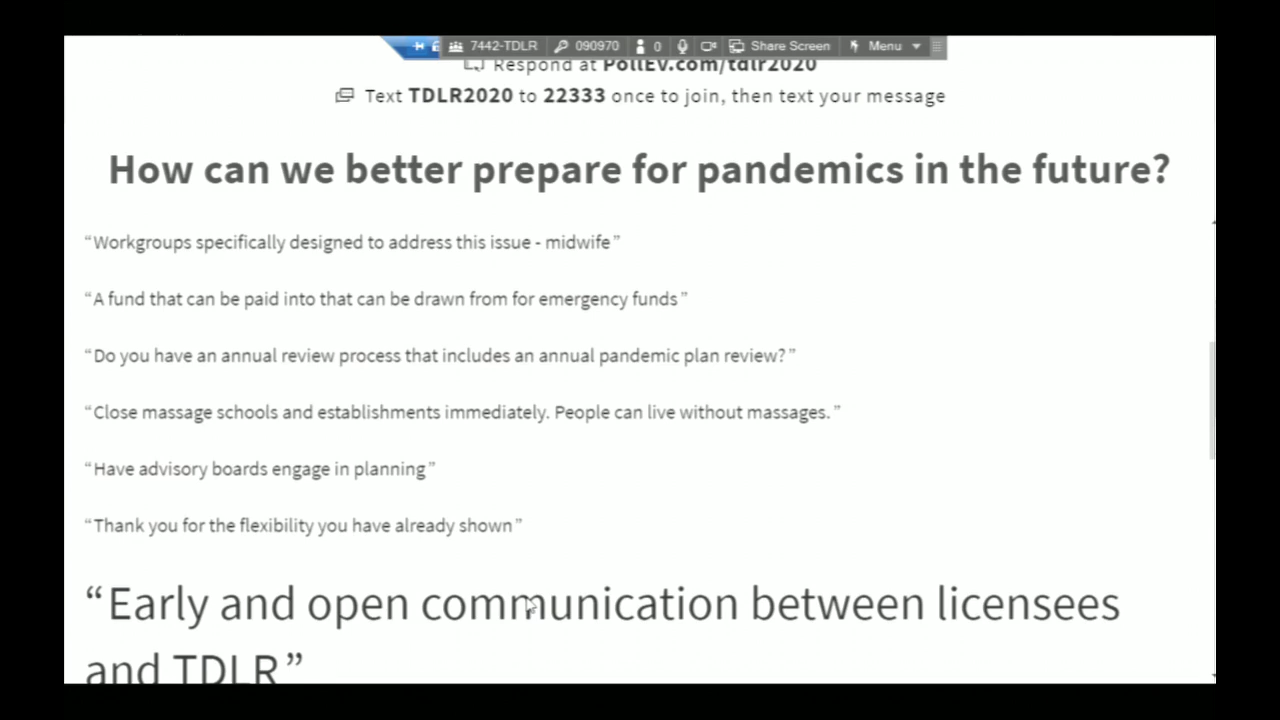 7442-TDLR 090970 0 Share Screen Menu
Respond at PollEv.com/tdlr2020
Text TDLR2020 to 22333 once to join, then text your message
How can we better prepare for pandemics in the future?
“Workgroups specifically designed to address this issue - midwife”
“A fund that can be paid into that can be drawn from for emergency funds”
“Do you have an annual review process that includes an annual pandemic plan review?”
“Close massage schools and establishments immediately. People can live without massages.”
“Have advisory boards engage in planning”
“Thank you for the flexibility you have already shown”
“Early and open communication between licensees
and TDLR”